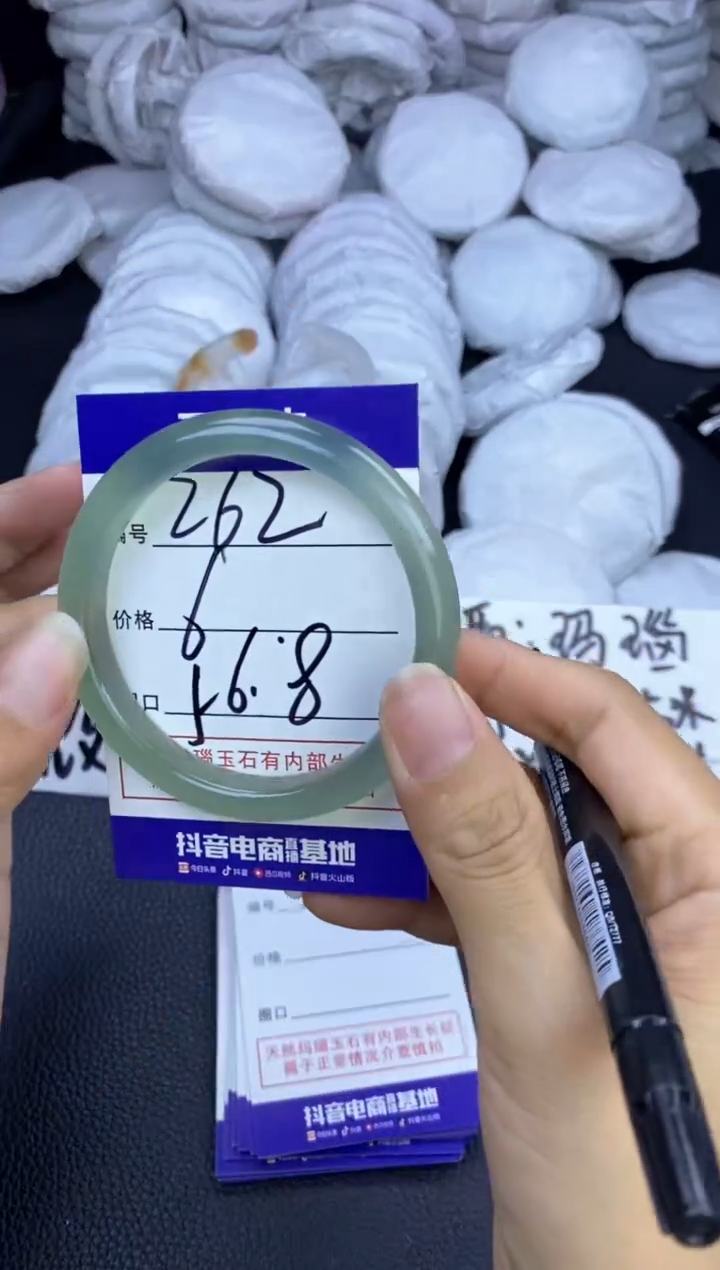 262
编号
价格
56.8
口
瑙玉石有内部生
抖音电商直播基地
今日头条 抖音 西瓜视频 抖音火山版
玛瑙
编号
价格
圈口
天然玛瑙玉石有内部生长纹
属于正常情况介意慎拍
抖音电商直播基地
今日头条 抖音 西瓜视频 抖音火山版
QB/T2777